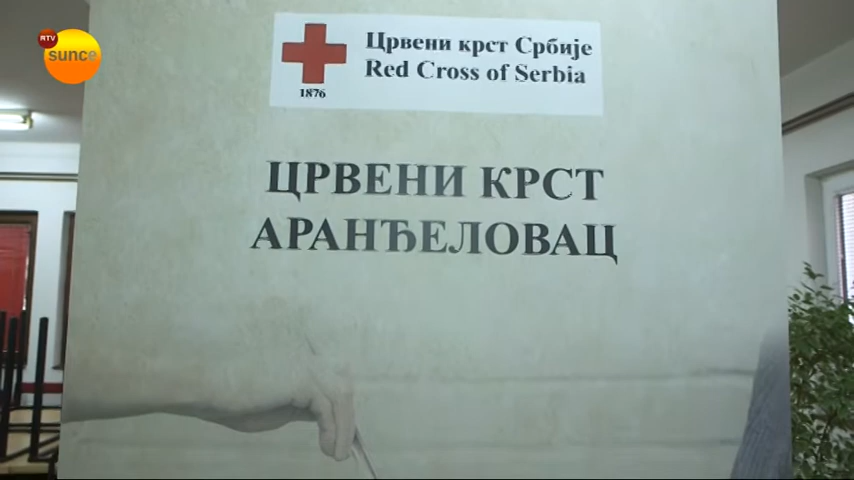 RTV
sunce
Црвени крст Србије
Red Cross of Serbia
1876
ЦРВЕНИ КРСТ
АРАНЂЕЛОВАЦ